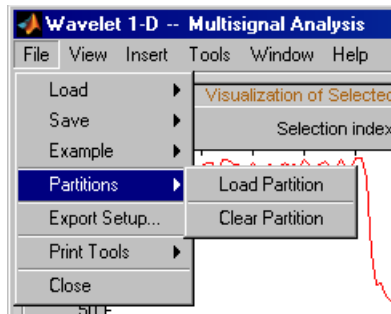 Wavelet 1-D -- Multisignal Analysis
File View Insert Tools Window Help
Load
Visualization of Selected
Save
Selection index
Example
Partitions
Load Partition
Export Setup...
Clear Partition
Print Tools
Close